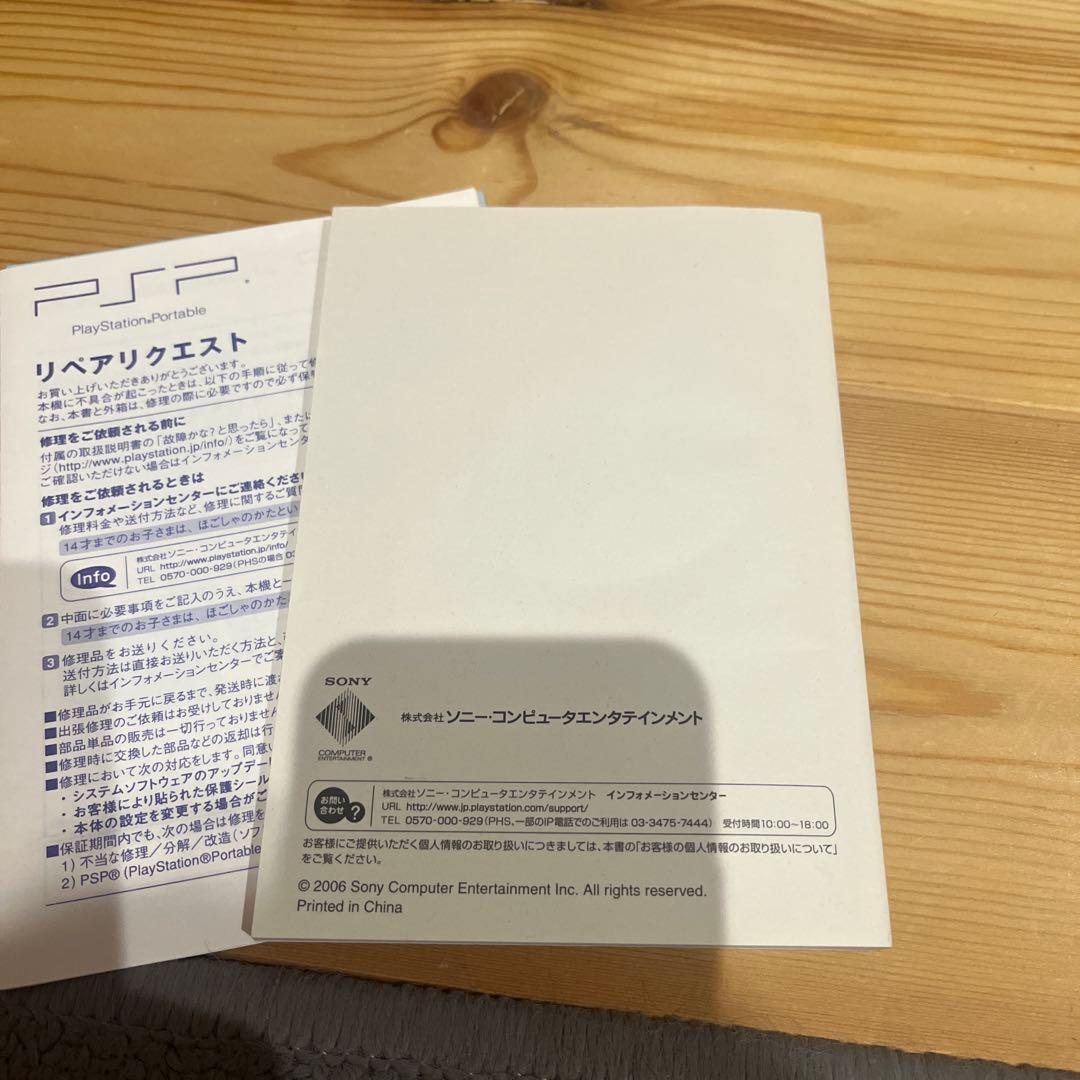 PSP
PlayStation®Portable
リペアリクエスト
お買い上げいただきありがとうございます。
本機に不具合が起こったときは、以下の手順に従って
なお、本書と外箱は、修理の際に必要ですので必ず保
修理をご依頼される前に
付属の取扱説明書の「故障かな?と思ったら」、または
ジ(http://www.playstation.jp/info/)をご覧になって
ご確認いただけない場合はインフォメーションセンタ
修理をご依頼されるときは
1 インフォメーションセンターにご連絡くださ
修理料金や送付方法など、修理に関するご質問
14才までのお子さまは、ほごしゃのかたとい
Info
株式会社ソニー・コンピュータエンタテイ
URL http://www.playstation.jp/info/
TEL 0570-000-929(PHSの場合 03
2 中面に必要事項をご記入のうえ、本機と一
14才までのお子さまは、ほごしゃのかた
3 修理品をお送りください。
送付方法は直接お送りいただく方法と、
詳しくはインフォメーションセンターでご
■修理品がお手元に戻るまで、発送時に渡
■出張修理のご依頼はお受けしておりません
■部品単品の販売は一切行っておりません
■修理時に交換した部品などの返却は行
■修理において次の対応をします。同意
・システムソフトウェアのアップデー
・お客様により貼られた保護シール
・本体の設定を変更する場合がご
■保証期間内でも、次の場合は修理を
1) 不当な修理/分解/改造(ソフ
2) PSP®(PlayStation®Portable
SONY
COMPUTER
ENTERTAINMENT ®
株式会社 ソニー・コンピュータエンタテインメント
お問い
合わせ ?
株式会社 ソニー・コンピュータエンタテインメント インフォメーションセンター
URL http://www.jp.playstation.com/support/
TEL 0570-000-929(PHS、一部のIP電話でのご利用は 03-3475-7444) 受付時間10:00~18:00
お客様にご提供いただく個人情報のお取り扱いにつきましては、本書の「お客様の個人情報のお取り扱いについて」
をご覧ください。
© 2006 Sony Computer Entertainment Inc. All rights reserved.
Printed in China